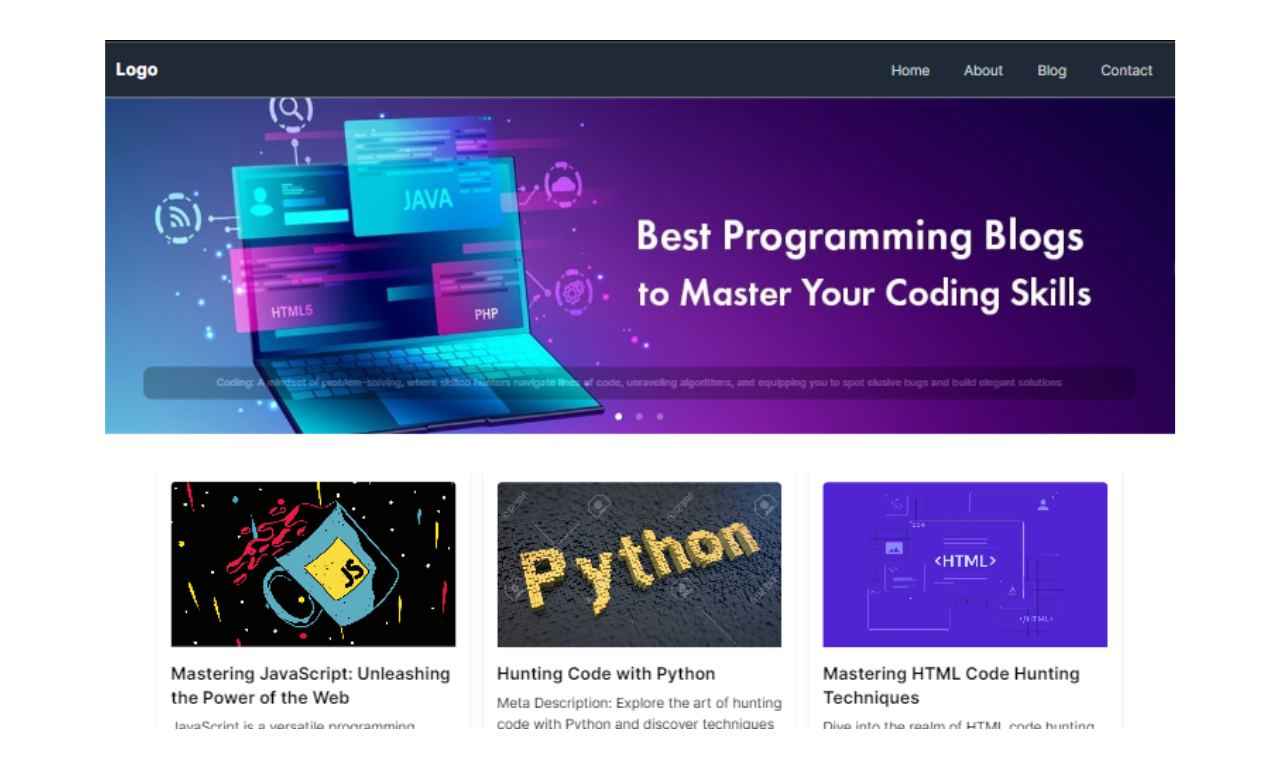 Logo
Home About Blog Contact
JAVA
HTML5
PHP
Best Programming Blogs
to Master Your Coding Skills
Coding: A mindset of problem-solving, where skilled hunters navigate lines of code, unraveling algorithms, and equipping you to spot elusive bugs and build elegant solutions
JS
Python
123RF
<HTML>
</HTML>
Mastering JavaScript: Unleashing
the Power of the Web
JavaScript is a versatile programming
Hunting Code with Python
Meta Description: Explore the art of hunting
code with Python and discover techniques
Mastering HTML Code Hunting
Techniques
Dive into the realm of HTML code hunting